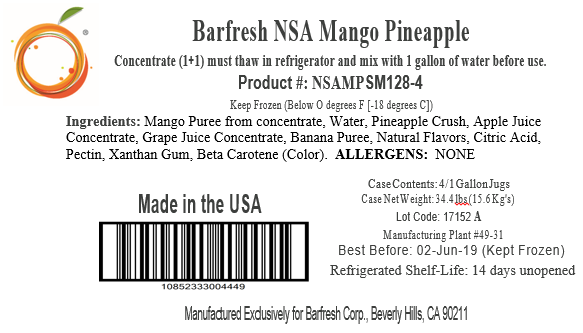 Barfresh NSA Mango Pineapple
Concentrate (1+1) must thaw in refrigerator and mix with 1 gallon of water before use.
Product #: NSAMPSM128-4
Keep Frozen (Below O degrees F [-18 degrees C])
Ingredients: Mango Puree from concentrate, Water, Pineapple Crush, Apple Juice
Concentrate, Grape Juice Concentrate, Banana Puree, Natural Flavors, Citric Acid,
Pectin, Xanthan Gum, Beta Carotene (Color). ALLERGENS: NONE
Case Contents: 4/1 Gallon Jugs
Case Net Weight: 34.4lbs.(15.6 Kg's)
Lot Code: 17152 A
Manufacturing Plant #49-31
Best Before: 02-Jun-19 (Kept Frozen)
Refrigerated Shelf-Life: 14 days unopened
Made in the USA
10852333004449
Manufactured Exclusively for Barfresh Corp., Beverly Hills, CA 90211